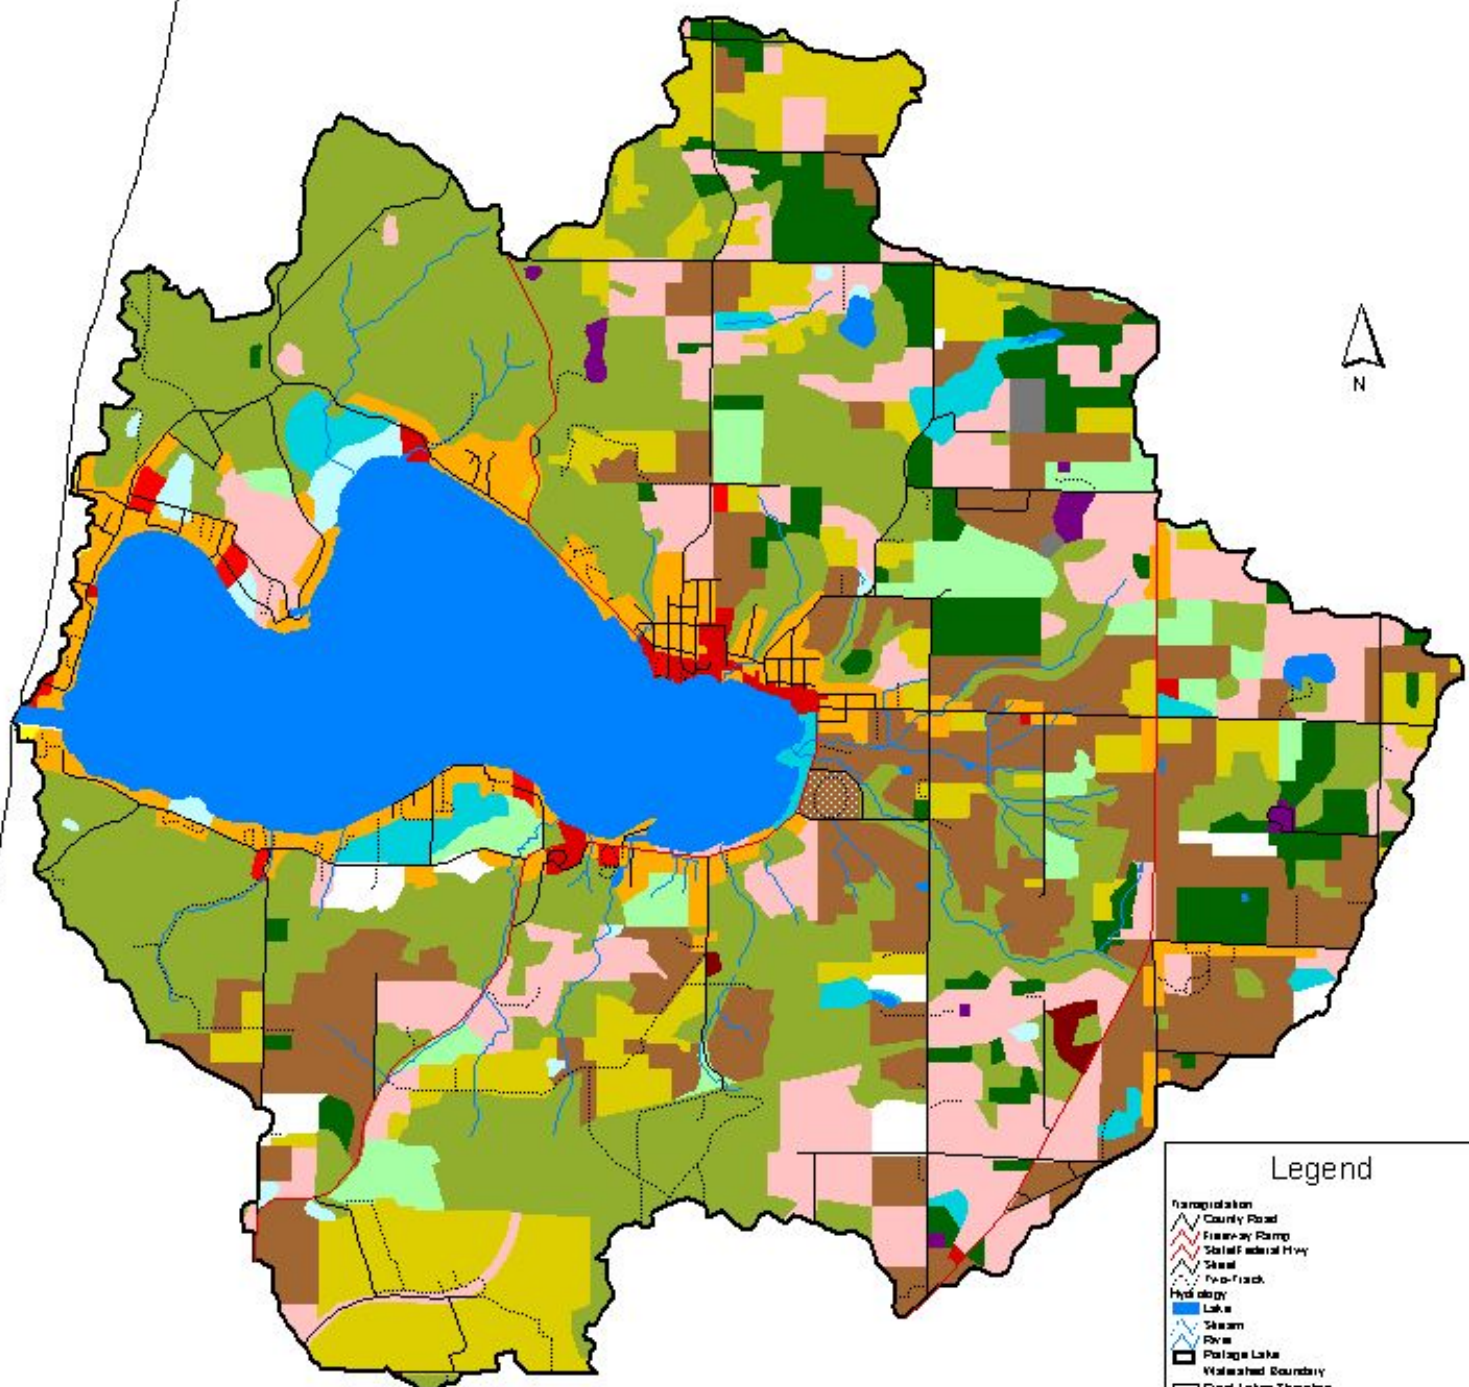 N
Legend
Transportation
County Road
Freeway Ramp
State/Federal Hwy
Street
Two-Track
Hydrology
Lake
Stream
River
Portage Lake
Watershed Boundary